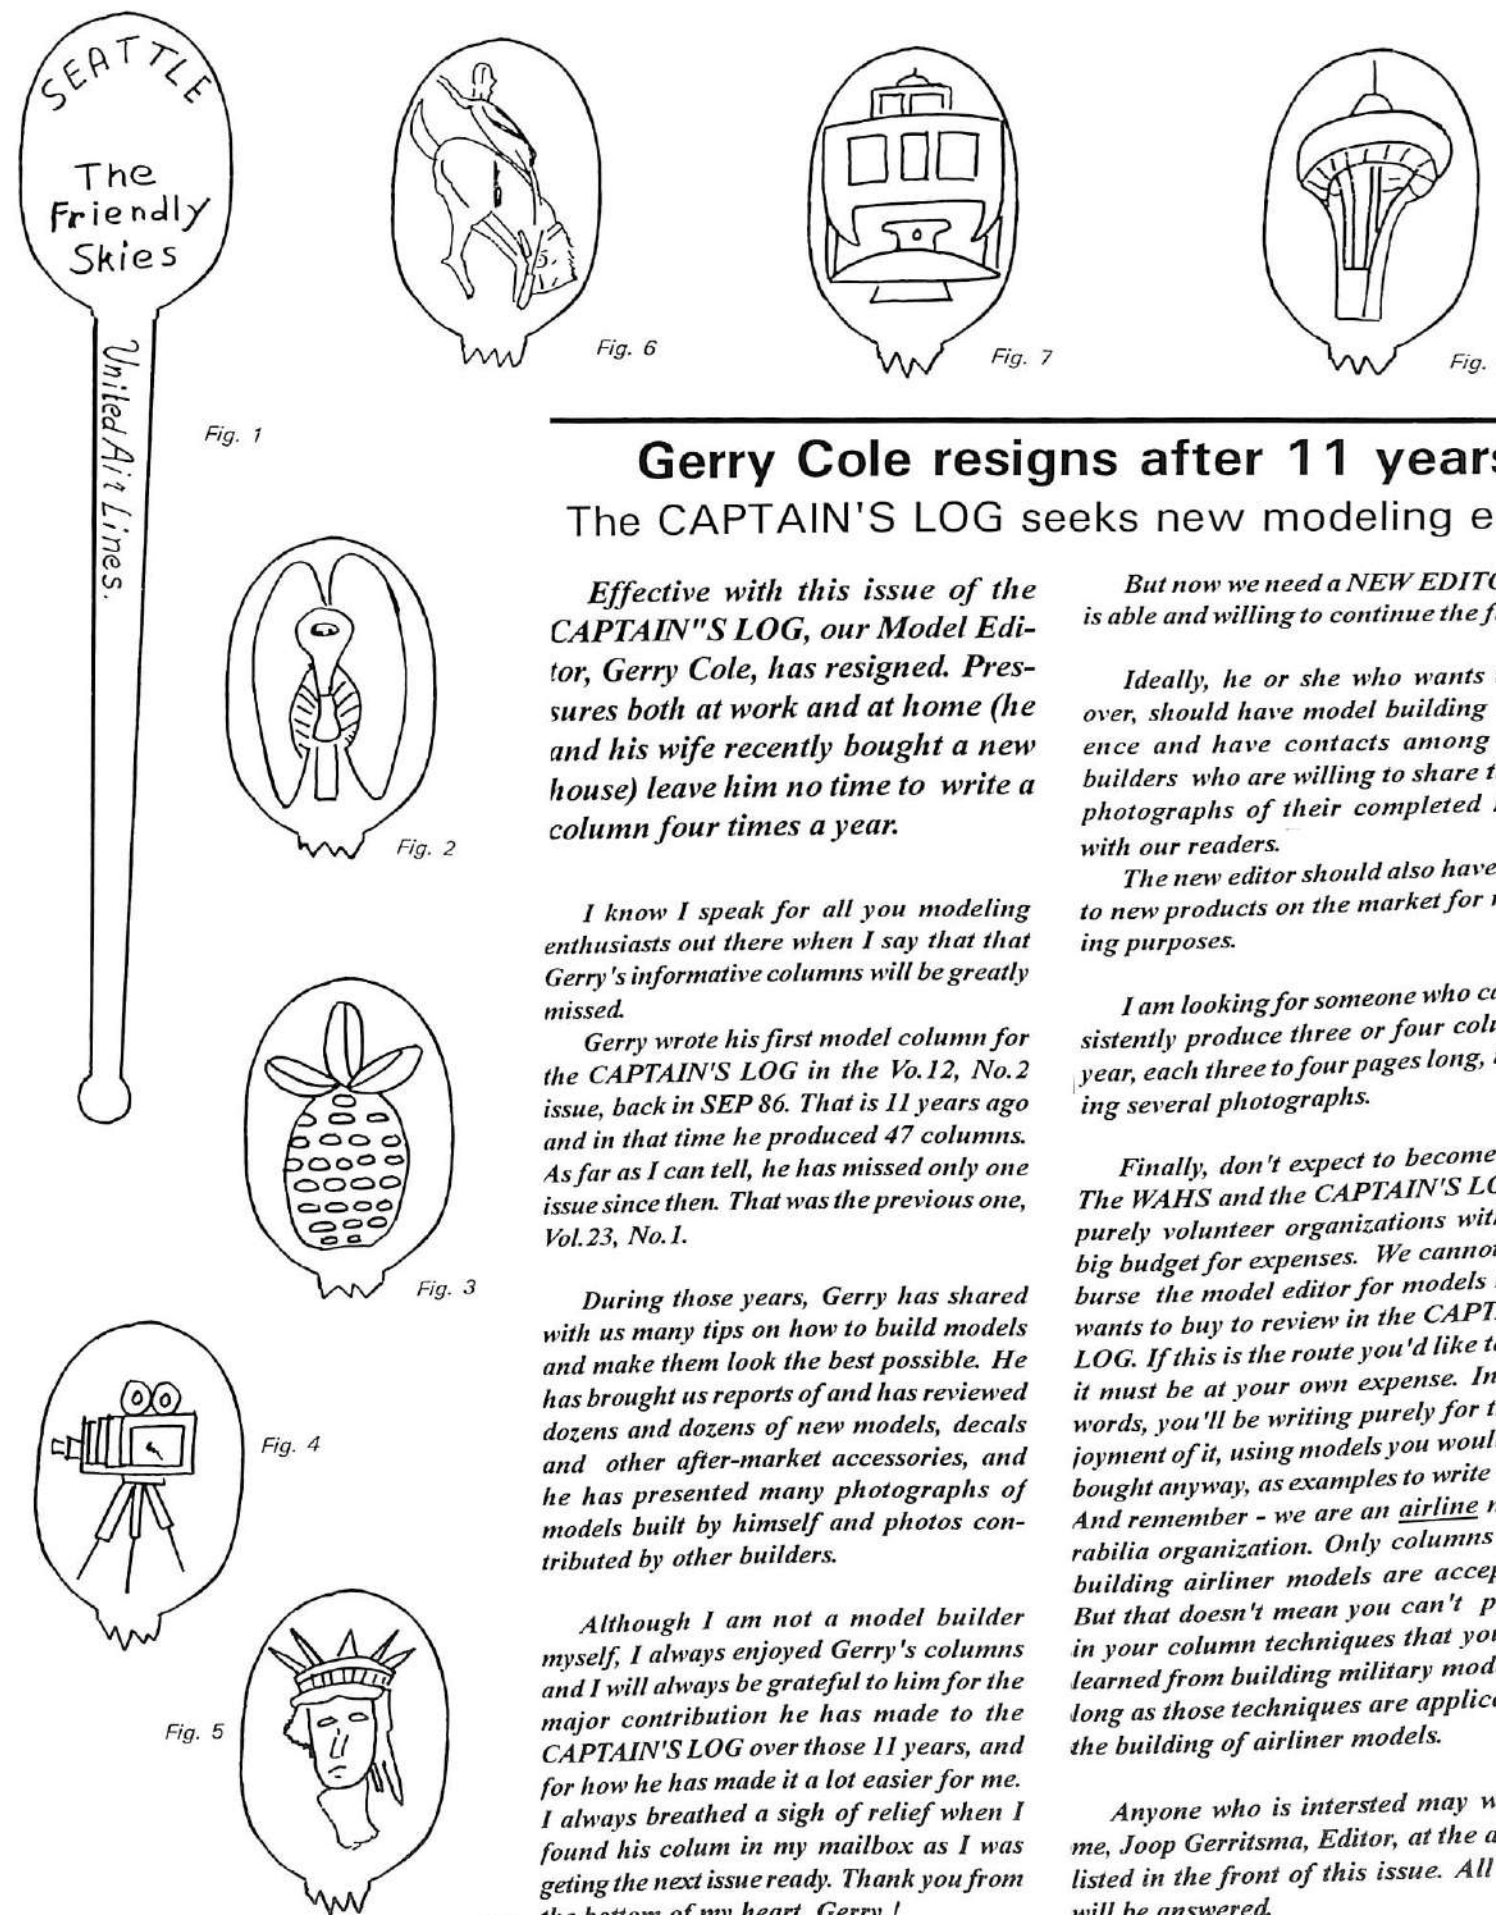 SEATTLE
The
Friendly
Skies
United Air Lines.
Fig. 1
Fig. 6
Fig. 7
Fig.
Fig. 2
Fig. 3
Fig. 4
Fig. 5
Gerry Cole resigns after 11 years
The CAPTAIN'S LOG seeks new modeling e
Effective with this issue of the
CAPTAIN"S LOG, our Model Edi-
tor, Gerry Cole, has resigned. Pres-
sures both at work and at home (he
and his wife recently bought a new
house) leave him no time to write a
column four times a year.
I know I speak for all you modeling
enthusiasts out there when I say that that
Gerry's informative columns will be greatly
missed.
Gerry wrote his first model column for
the CAPTAIN'S LOG in the Vo.12, No.2
issue, back in SEP 86. That is 11 years ago
and in that time he produced 47 columns.
As far as I can tell, he has missed only one
issue since then. That was the previous one,
Vol.23, No.1.
During those years, Gerry has shared
with us many tips on how to build models
and make them look the best possible. He
has brought us reports of and has reviewed
dozens and dozens of new models, decals
and other after-market accessories, and
he has presented many photographs of
models built by himself and photos con-
tributed by other builders.
Although I am not a model builder
myself, I always enjoyed Gerry's columns
and I will always be grateful to him for the
major contribution he has made to the
CAPTAIN'S LOG over those 11 years, and
for how he has made it a lot easier for me.
I always breathed a sigh of relief when I
found his colum in my mailbox as I was
geting the next issue ready. Thank you from
the bottom of my heart, Gerry !
But now we need a NEW EDITO
is able and willing to continue the f
Ideally, he or she who wants
over, should have model building
ence and have contacts among
builders who are willing to share t
photographs of their completed
with our readers.
The new editor should also have
to new products on the market for
ing purposes.
I am looking for someone who ca
sistently produce three or four colu
year, each three to four pages long,
ing several photographs.
Finally, don't expect to become
The WAHS and the CAPTAIN'S LO
purely volunteer organizations wit
big budget for expenses. We cannot
burse the model editor for models
wants to buy to review in the CAPT
LOG. If this is the route you'd like t
it must be at your own expense. In
words, you'll be writing purely for t
joyment of it, using models you woul
bought anyway, as examples to write
And remember - we are an airline
rabilia organization. Only columns
building airliner models are accep
But that doesn't mean you can't p
in your column techniques that you
learned from building military mod
long as those techniques are applica
the building of airliner models.
Anyone who is intersted may w
me, Joop Gerritsma, Editor, at the a
listed in the front of this issue. All
will be answered.